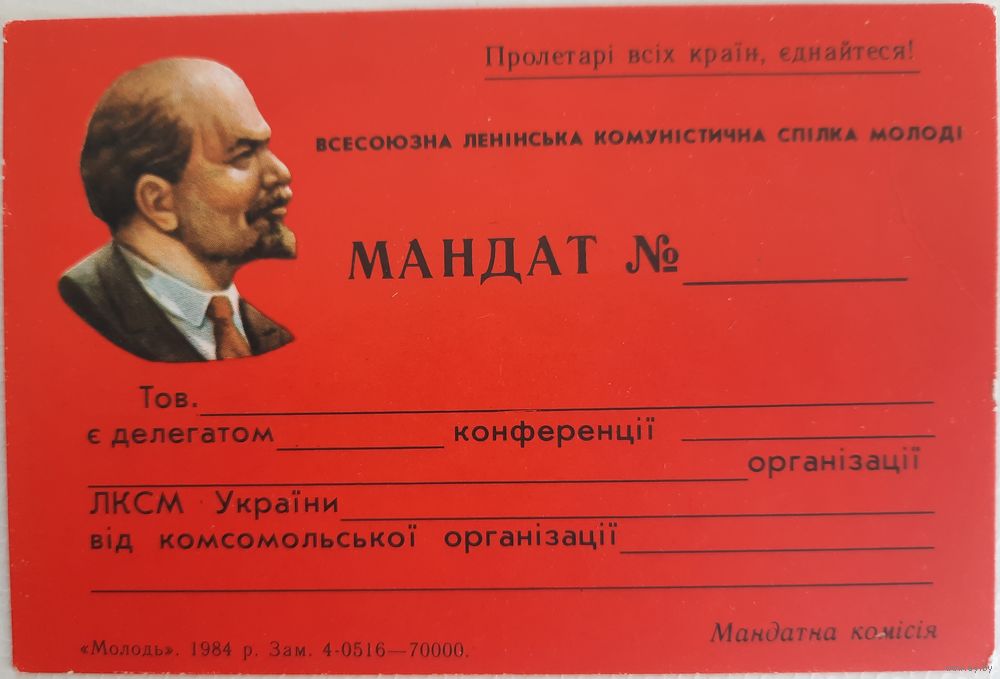 Пролетарі всіх країн, єднайтеся!
ВСЕСОЮЗНА ЛЕНІНСЬКА КОМУНІСТИЧНА СПІЛКА МОЛОДІ
МАНДАТ №
Тов.
є делегатом конференції
організації
ЛКСМ України
від комсомольської організації
Мандатна комісія
«Молодь». 1984 р. Зам. 4-0516—70000.